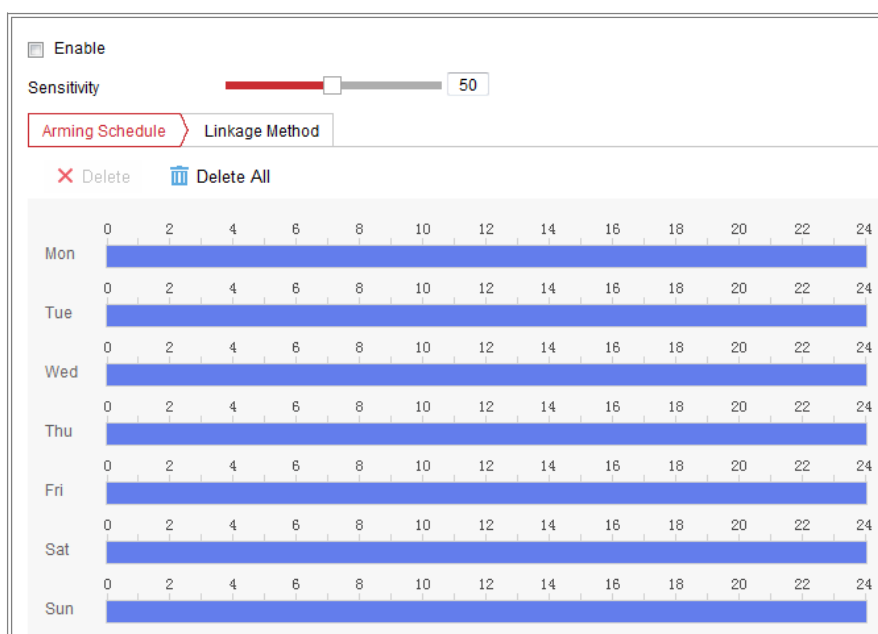 Enable
Sensitivity 50
Arming Schedule Linkage Method
Delete Delete All
0 2 4 6 8 10 12 14 16 18 20 22 24
Mon
0 2 4 6 8 10 12 14 16 18 20 22 24
Tue
0 2 4 6 8 10 12 14 16 18 20 22 24
Wed
0 2 4 6 8 10 12 14 16 18 20 22 24
Thu
0 2 4 6 8 10 12 14 16 18 20 22 24
Fri
0 2 4 6 8 10 12 14 16 18 20 22 24
Sat
0 2 4 6 8 10 12 14 16 18 20 22 24
Sun